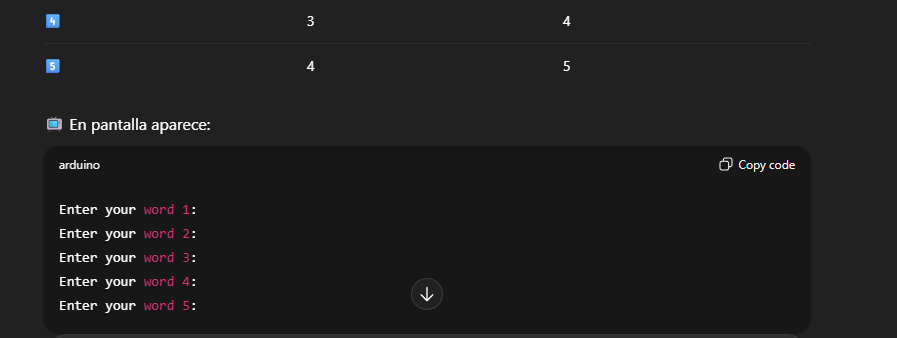 4 3 4
5 4 5
En pantalla aparece:
arduino Copy code
Enter your word 1:
Enter your word 2:
Enter your word 3:
Enter your word 4:
Enter your word 5: